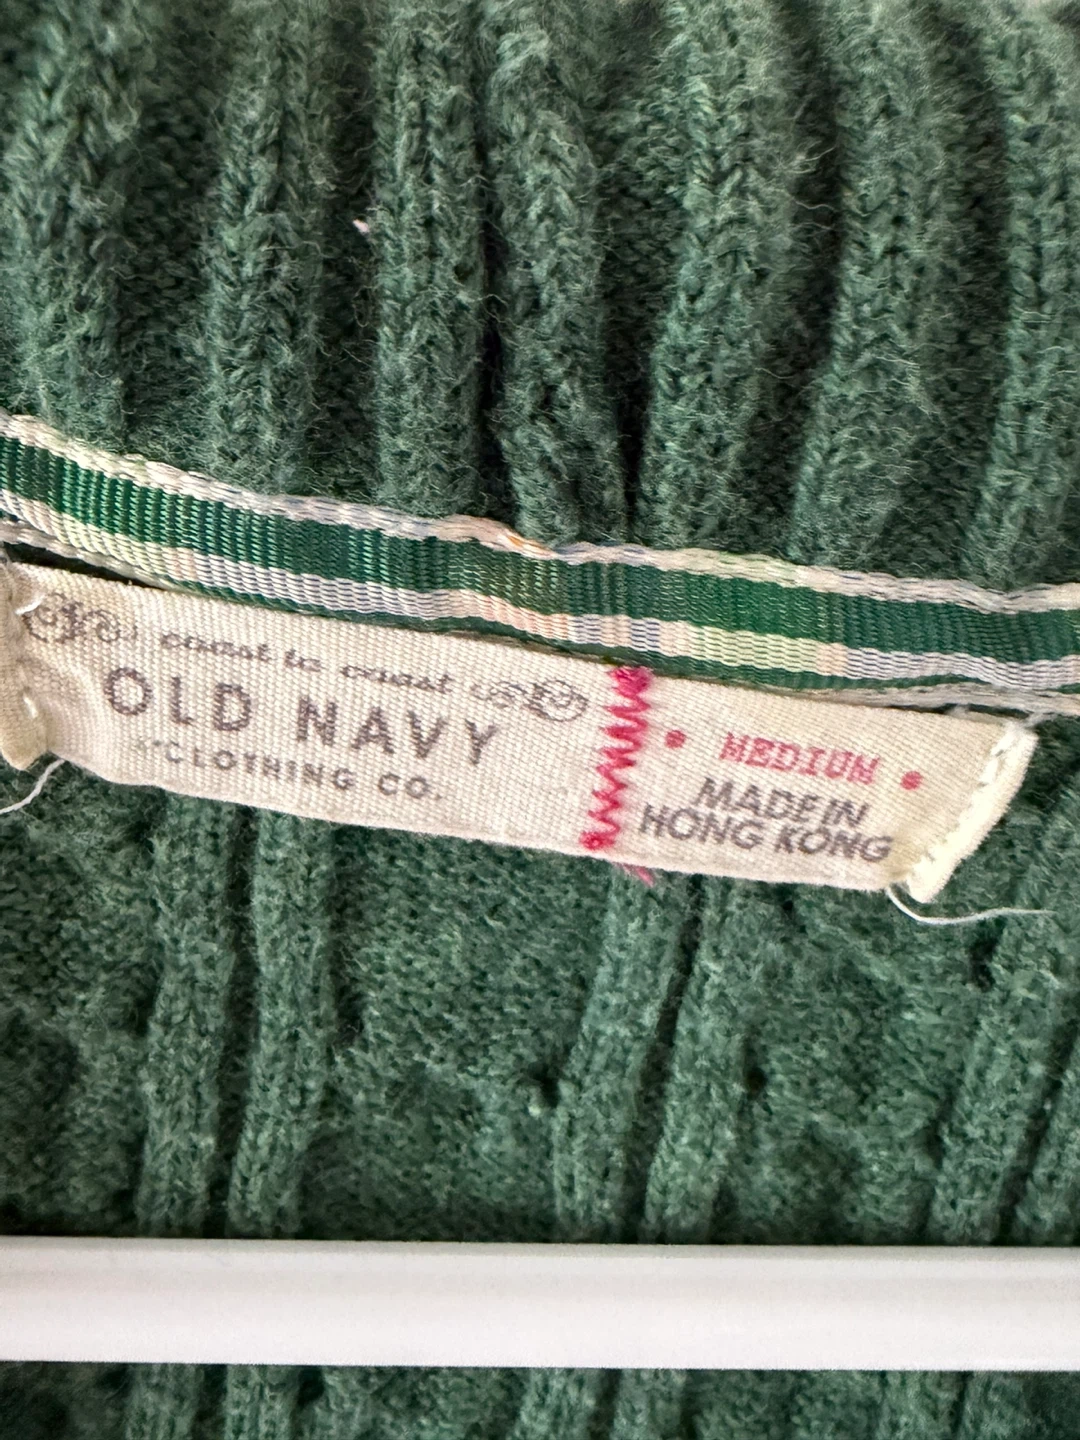 coast to coast
OLD NAVY
CLOTHING CO.
• MEDIUM •
MADE IN
HONG KONG